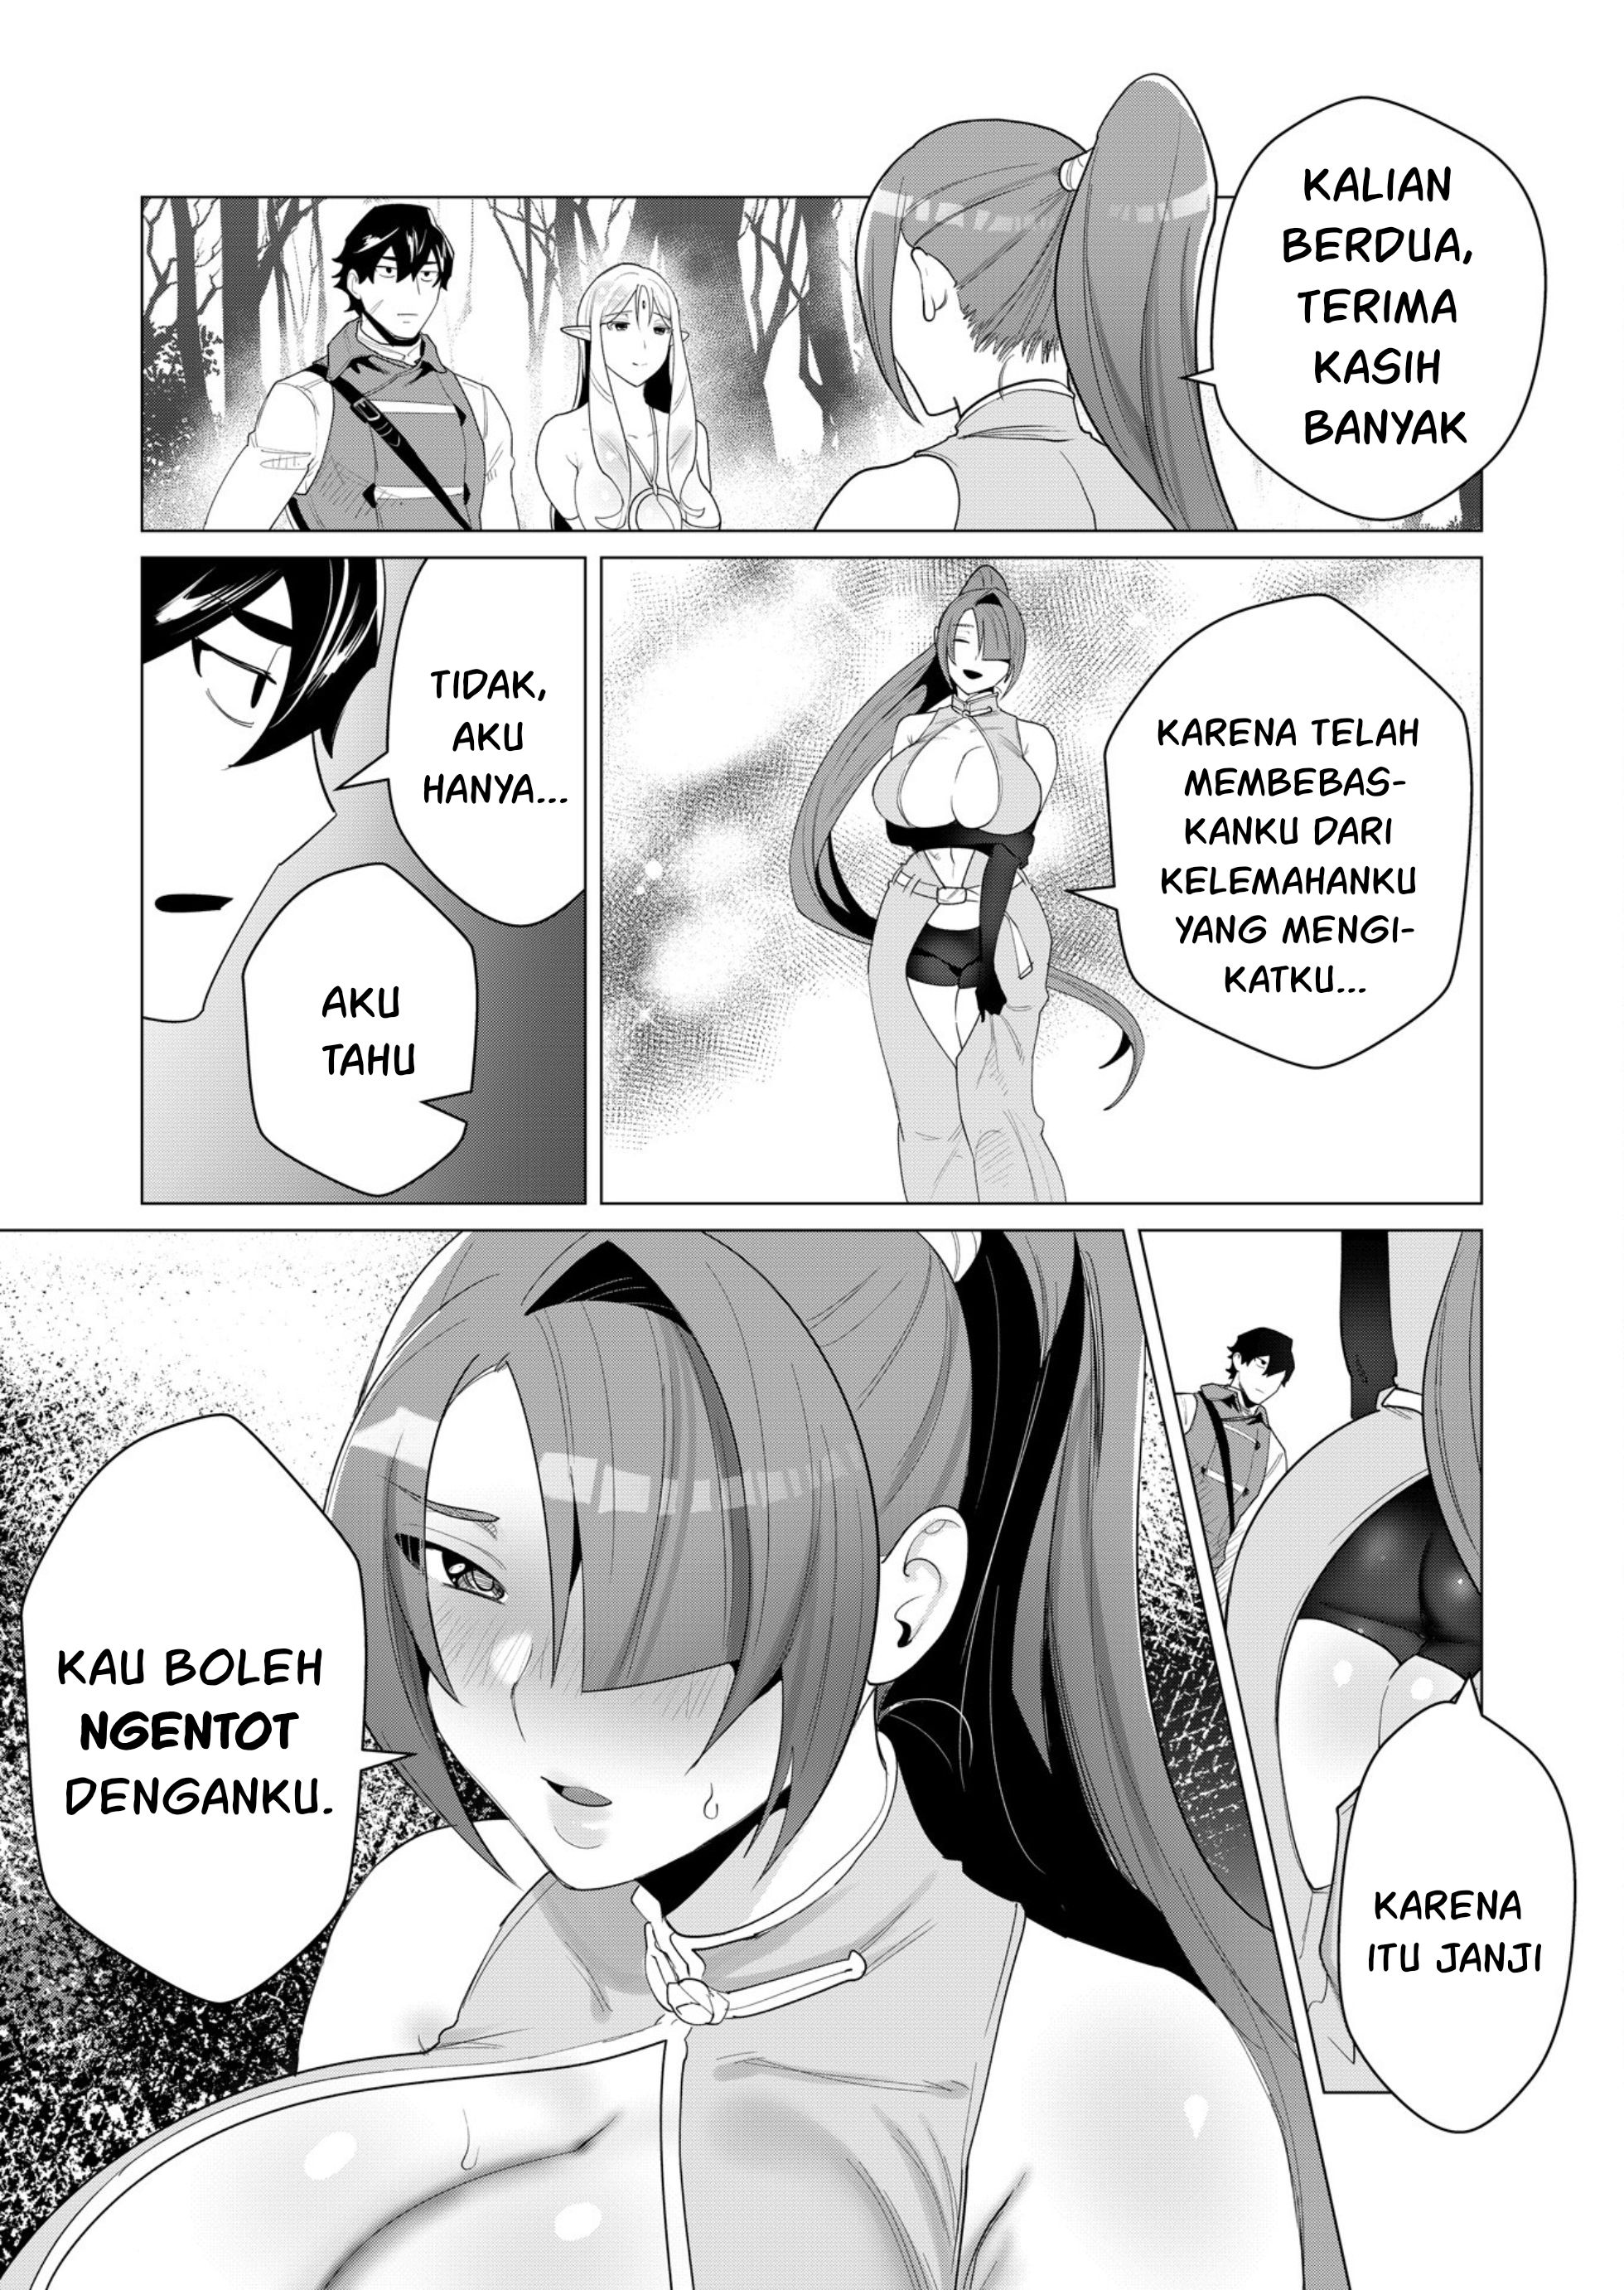 KALIAN
BERDUA,
TERIMA
KASIH
BANYAK
KARENA TELAH
MEMBEBAS-
KANKU DARI
KELEMAHANKU
YANG MENGI-
KATKU...
TIDAK,
AKU
HANYA...
AKU
TAHU
KARENA
ITU JANJI
KAU BOLEH
NGENTOT
DENGANKU.